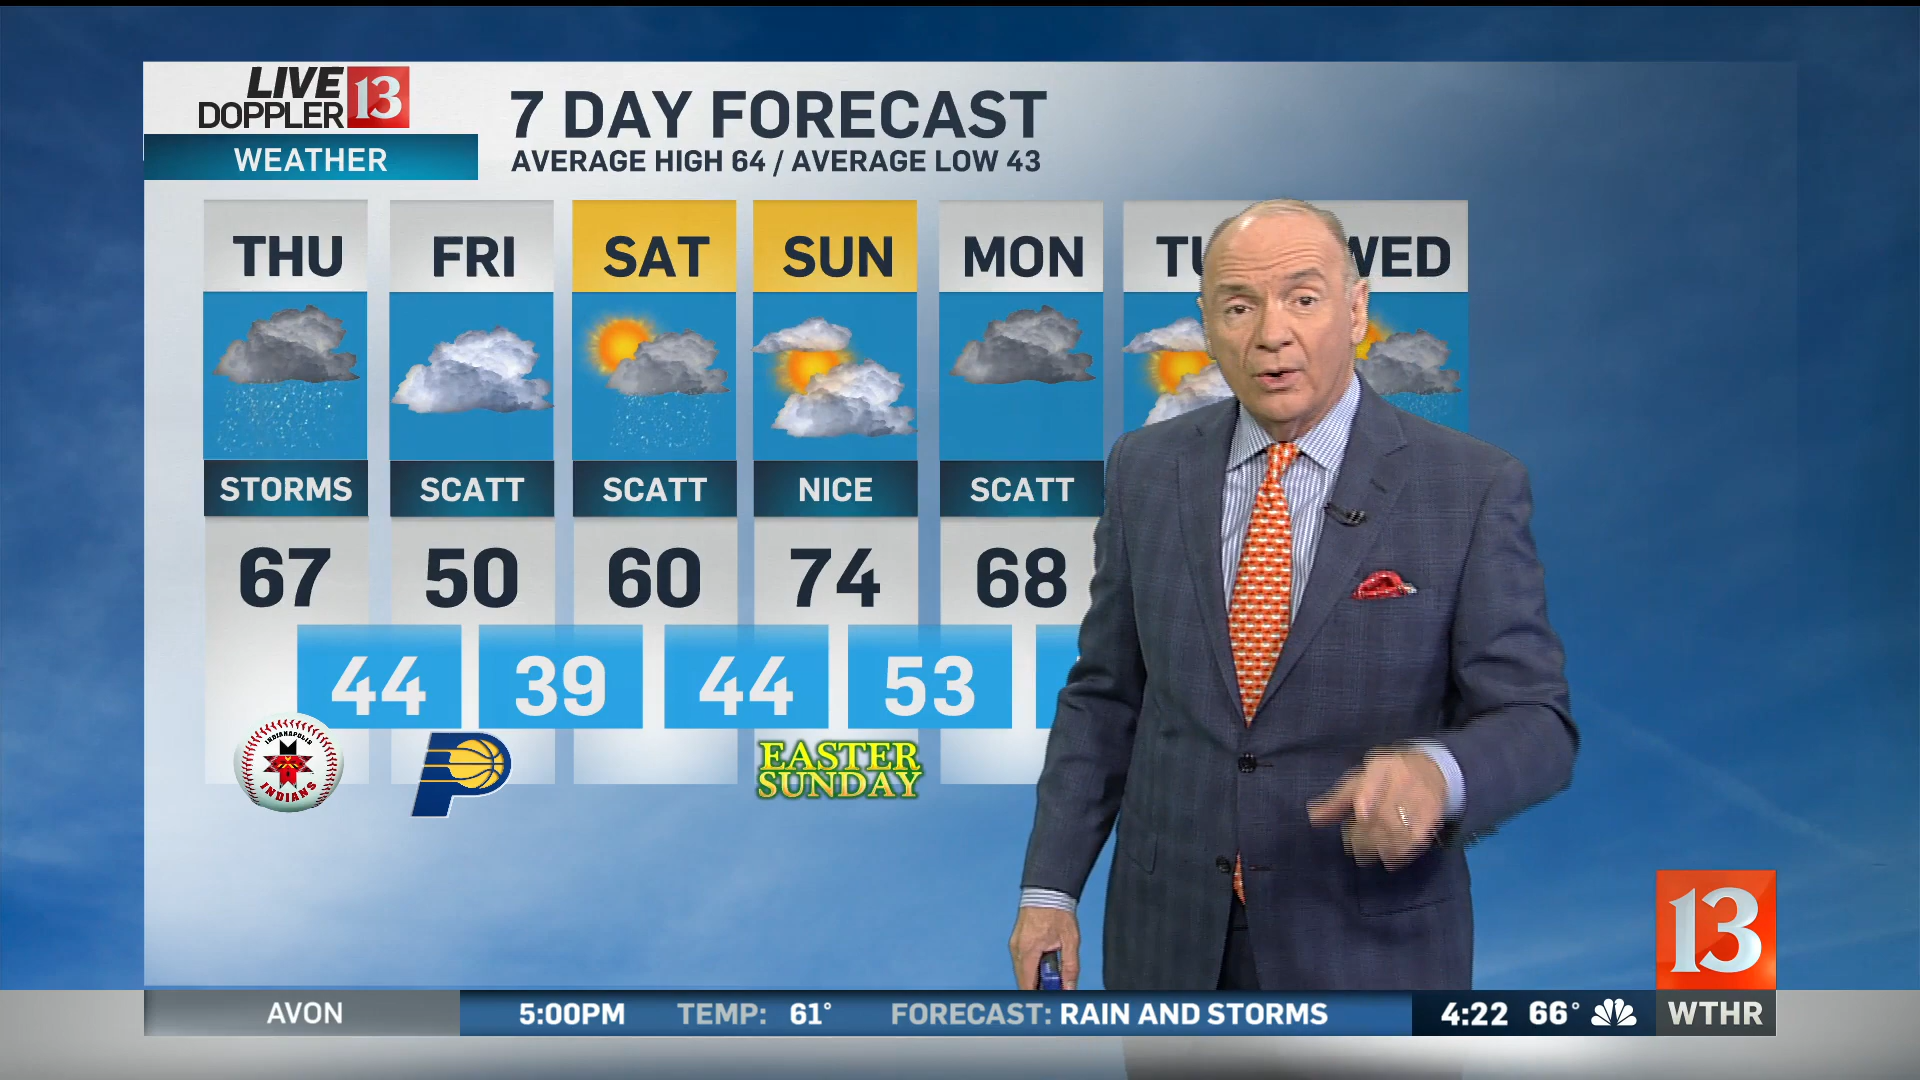 LIVE
DOPPLER 13
WEATHER
7 DAY FORECAST
AVERAGE HIGH 64 / AVERAGE LOW 43
THU FRI SAT SUN MON WED
STORMS SCATT SCATT NICE SCATT
67 50 60 74 68
44 39 44 53
INDIANAPOLIS
INDIANS
EASTER
SUNDAY
13
AVON 5:00PM TEMP: 61° FORECAST: RAIN AND STORMS 4:22 66° WTHR